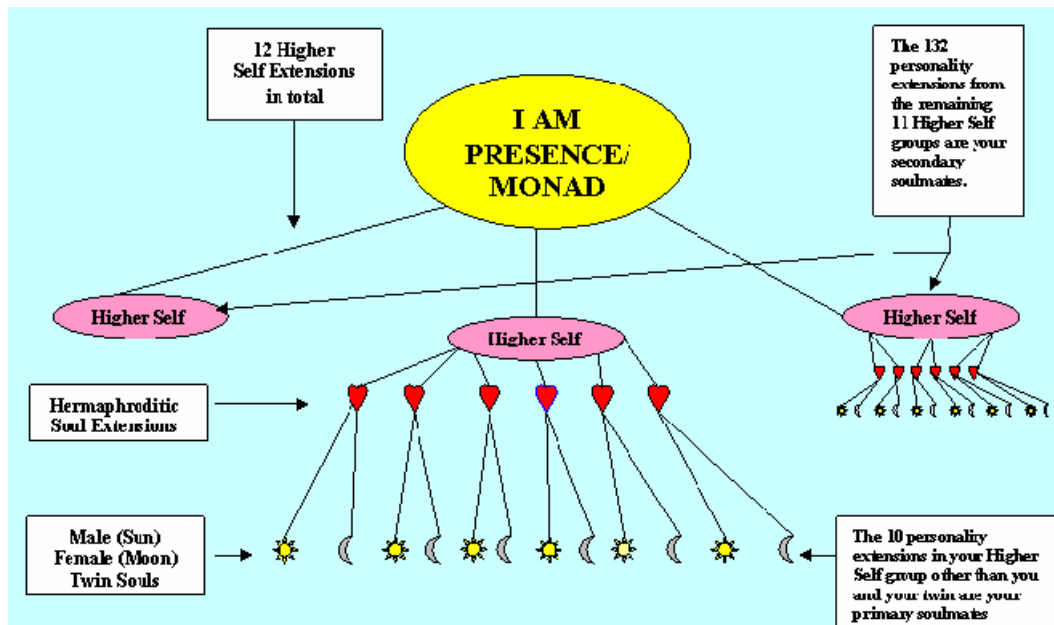 12 Higher
Self Extensions
in total
I AM
PRESENCE/
MONAD
The 132
personality
extensions from
the remaining
11 Higher Self
groups are your
secondary
soulmates.
Higher Self
Higher Self
Higher Self
Hermaphroditic
Soul Extensions
Male (Sun)
Female (Moon)
Twin Souls
The 10 personality
extensions in your Higher
Self group other than you
and your twin are your
primary soulmates